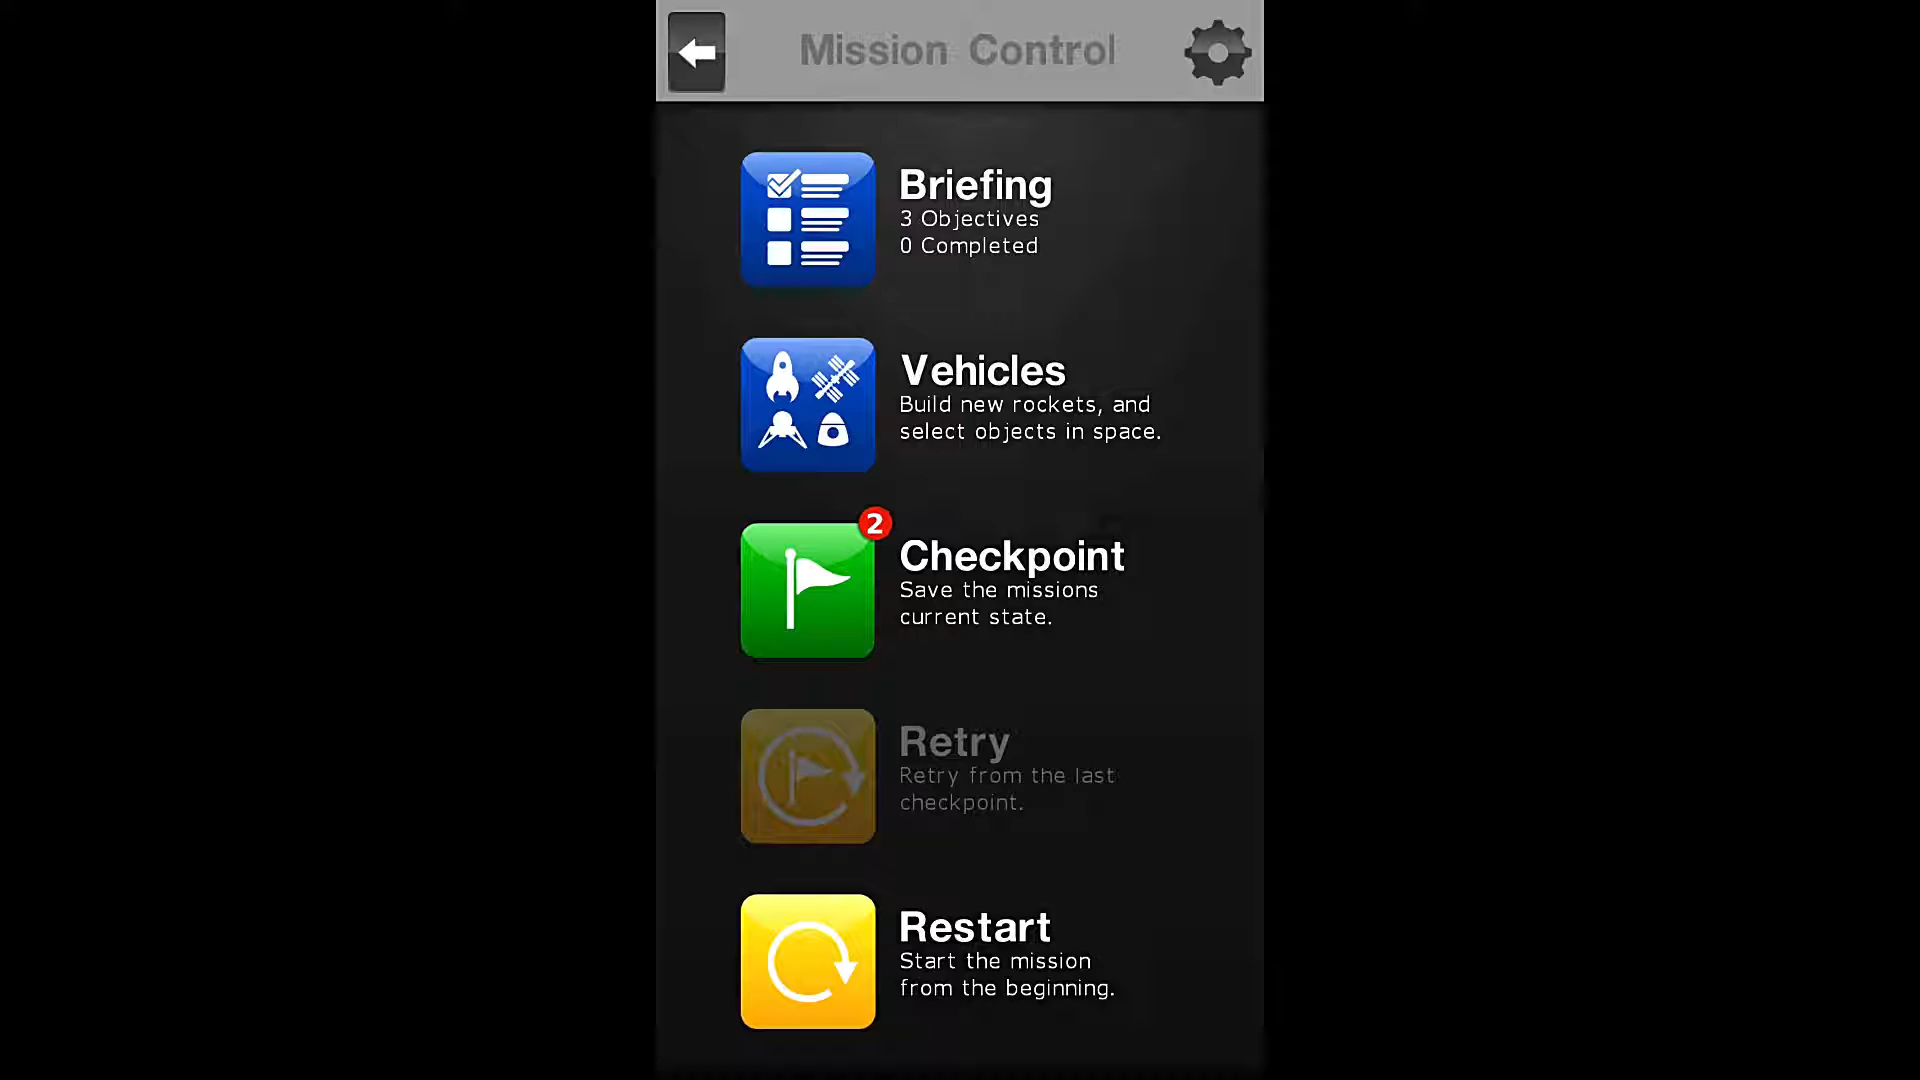 Mission Control
Briefing
3 Objectives
0 Completed
Vehicles
Build new rockets, and
select objects in space.
2
Checkpoint
Save the missions
current state.
Retry
Retry from the last
checkpoint.
Restart
Start the mission
from the beginning.